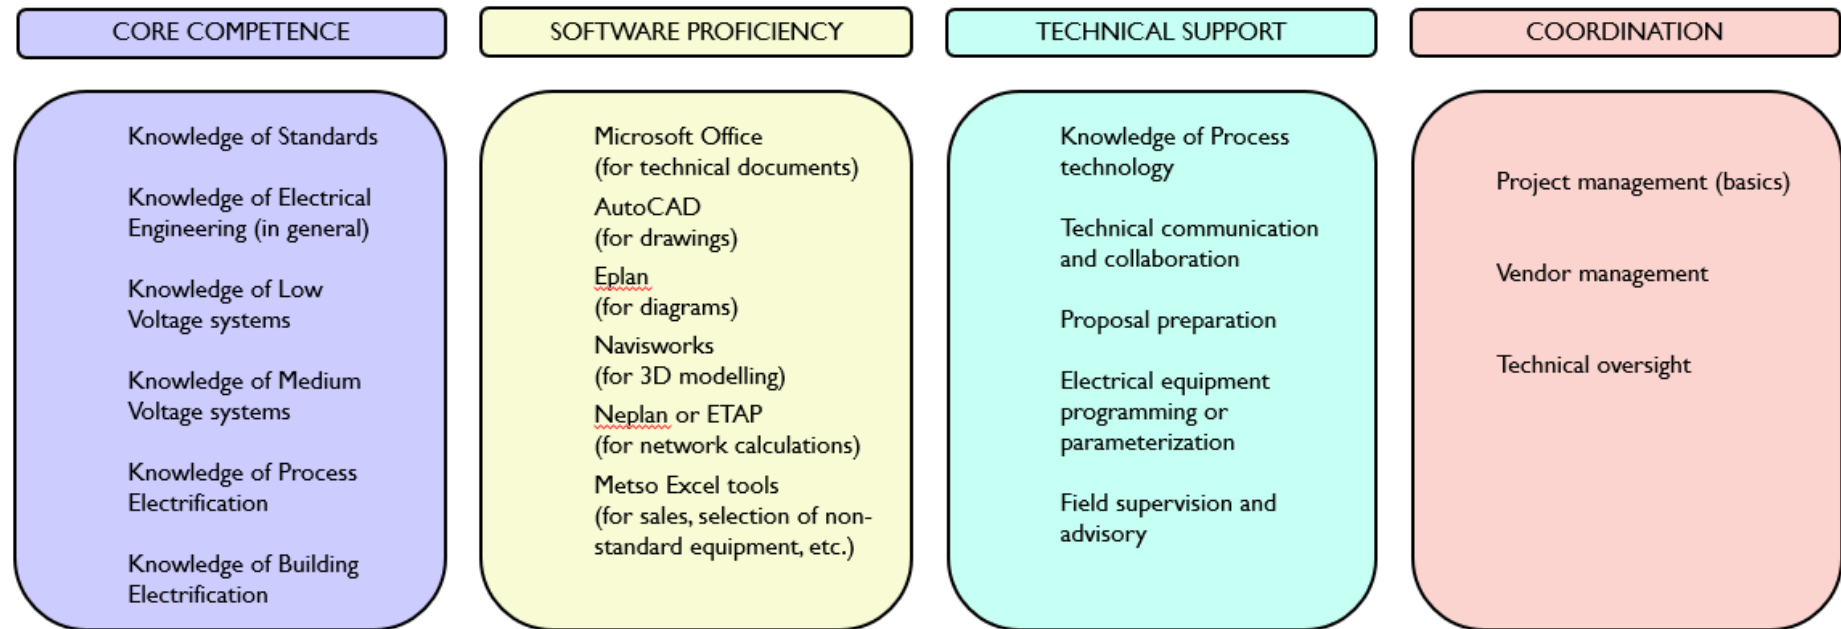 CORE COMPETENCE
Knowledge of Standards
Knowledge of Electrical
Engineering (in general)
Knowledge of Low
Voltage systems
Knowledge of Medium
Voltage systems
Knowledge of Process
Electrification
Knowledge of Building
Electrification
SOFTWARE PROFICIENCY
Microsoft Office
(for technical documents)
AutoCAD
(for drawings)
Eplan
(for diagrams)
Navisworks
(for 3D modelling)
Neplan or ETAP
(for network calculations)
Metso Excel tools
(for sales, selection of non-
standard equipment, etc.)
TECHNICAL SUPPORT
Knowledge of Process
technology
Technical communication
and collaboration
Proposal preparation
Electrical equipment
programming or
parameterization
Field supervision and
advisory
COORDINATION
Project management (basics)
Vendor management
Technical oversight